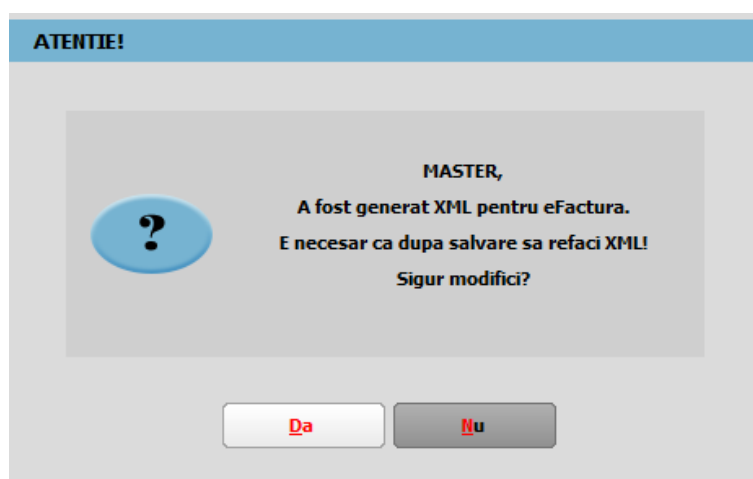 ATENTIE!
MASTER,
A fost generat XML pentru eFactura.
E necesar ca dupa salvare sa refaci XML!
Sigur modifici?
?
Da
Nu